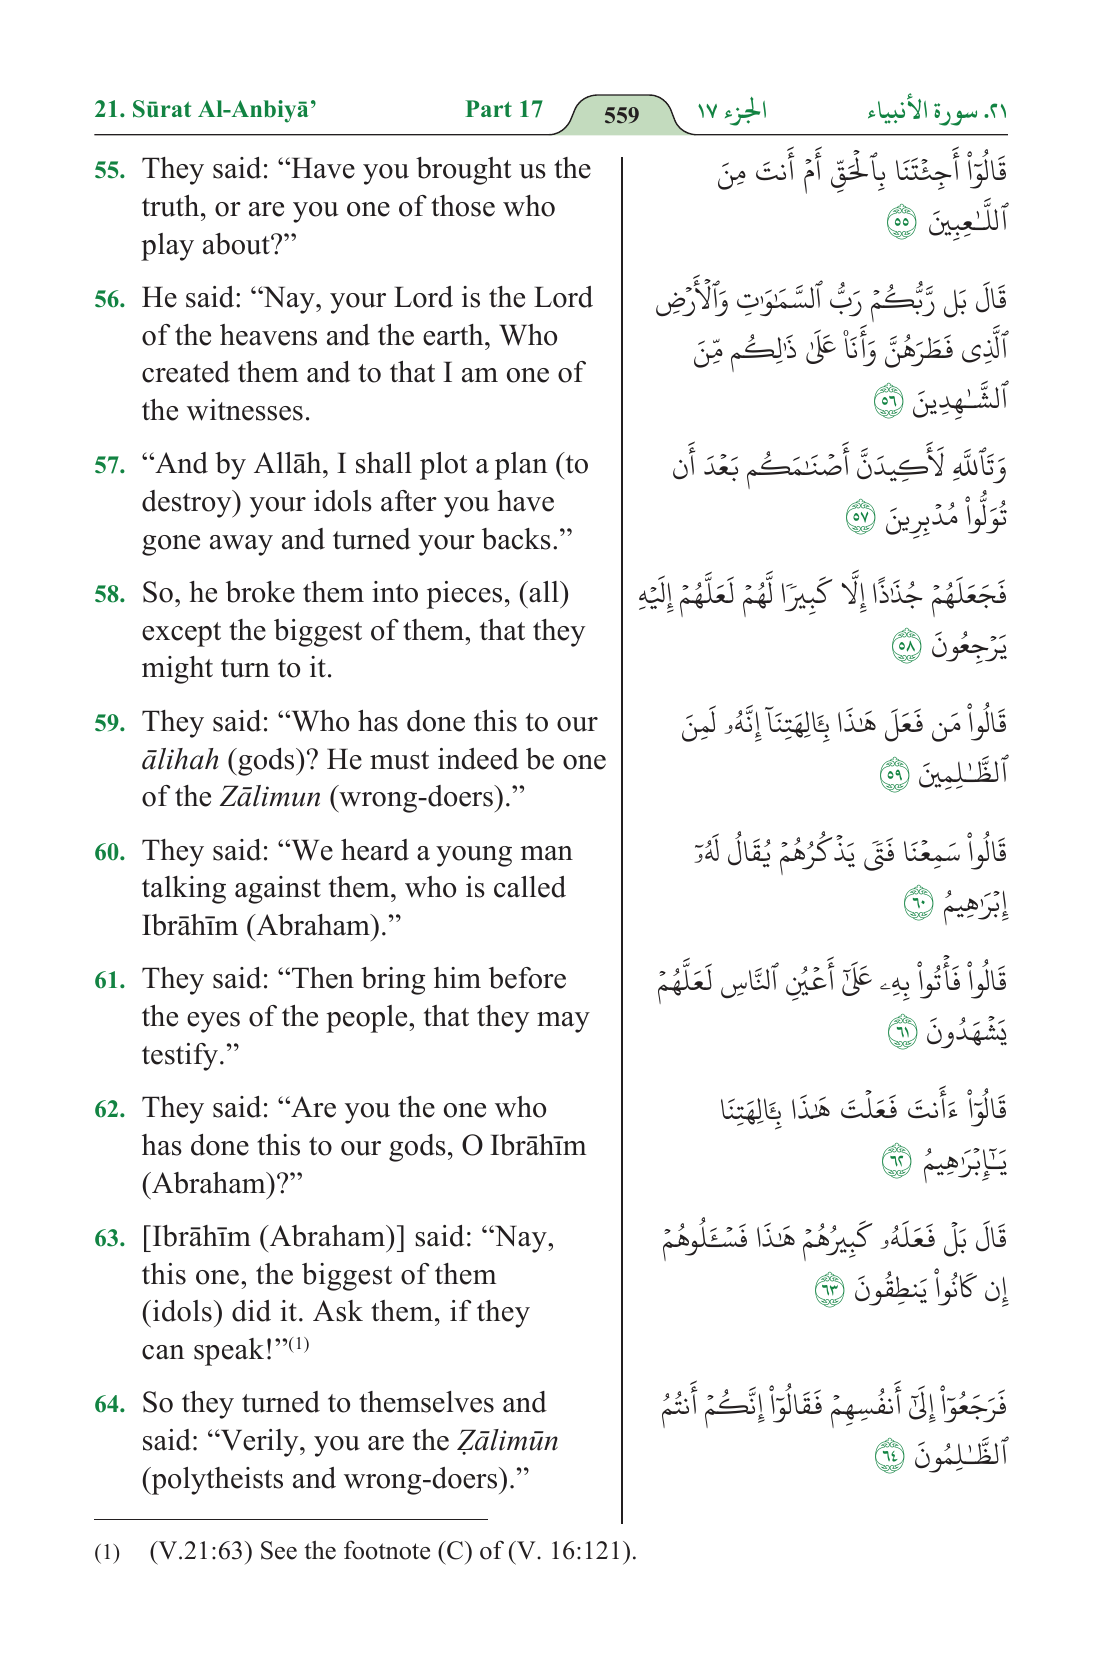 21. Sūrat Al-Anbiyā’ Part 17 559 الجزء ١٧ ٢١. سورة الأنبياء
55. They said: “Have you brought us the
truth, or are you one of those who
play about?”
56. He said: “Nay, your Lord is the Lord
of the heavens and the earth, Who
created them and to that I am one of
the witnesses.
57. “And by Allāh, I shall plot a plan (to
destroy) your idols after you have
gone away and turned your backs.”
58. So, he broke them into pieces, (all)
except the biggest of them, that they
might turn to it.
59. They said: “Who has done this to our
ālihah (gods)? He must indeed be one
of the Zālimun (wrong-doers).”
60. They said: “We heard a young man
talking against them, who is called
Ibrāhīm (Abraham).”
61. They said: “Then bring him before
the eyes of the people, that they may
testify.”
62. They said: “Are you the one who
has done this to our gods, O Ibrāhīm
(Abraham)?”
63. [Ibrāhīm (Abraham)] said: “Nay,
this one, the biggest of them
(idols) did it. Ask them, if they
can speak!”(1)
64. So they turned to themselves and
said: “Verily, you are the Ẓālimūn
(polytheists and wrong-doers).”
قَالُوٓاْ أَجِئۡتَنَا بِٱلۡحَقِّ أَمۡ أَنتَ مِنَ
ٱللَّـٰعِبِينَ ٥٥
قَالَ بَل رَّبُّكُمۡ رَبُّ ٱلسَّمَـٰوَٰتِ وَٱلۡأَرۡضِ
ٱلَّذِى فَطَرَهُنَّ وَأَنَا۠ عَلَىٰ ذَٰلِكُم مِّنَ
ٱلشَّـٰهِدِينَ ٥٦
وَتَٱللَّهِ لَأَكِيدَنَّ أَصۡنَـٰمَكُم بَعۡدَ أَن
تُوَلُّواْ مُدۡبِرِينَ ٥٧
فَجَعَلَهُمۡ جُذَٰذًا إِلَّا كَبِيرٗا لَّهُمۡ لَعَلَّهُمۡ إِلَيۡهِ
يَرۡجِعُونَ ٥٨
قَالُواْ مَن فَعَلَ هَـٰذَا بِـَٔالِهَتِنَآ إِنَّهُۥ لَمِنَ
ٱلظَّـٰلِمِينَ ٥٩
قَالُواْ سَمِعۡنَا فَتٗى يَذۡكُرُهُمۡ يُقَالُ لَهُۥٓ
إِبۡرَٰهِيمُ ٦٠
قَالُواْ فَأۡتُواْ بِهِۦ عَلَىٰٓ أَعۡيُنِ ٱلنَّاسِ لَعَلَّهُمۡ
يَشۡهَدُونَ ٦١
قَالُوٓاْ ءَأَنتَ فَعَلۡتَ هَـٰذَا بِـَٔالِهَتِنَا
يَـٰٓإِبۡرَٰهِيمُ ٦٢
قَالَ بَلۡ فَعَلَهُۥ كَبِيرُهُمۡ هَـٰذَا فَسۡـَٔلُوهُمۡ
إِن كَانُواْ يَنطِقُونَ ٦٣
فَرَجَعُوٓاْ إِلَىٰٓ أَنفُسِهِمۡ فَقَالُوٓاْ إِنَّكُمۡ أَنتُمُ
ٱلظَّـٰلِمُونَ ٦٤
(1) (V.21:63) See the footnote (C) of (V. 16:121).